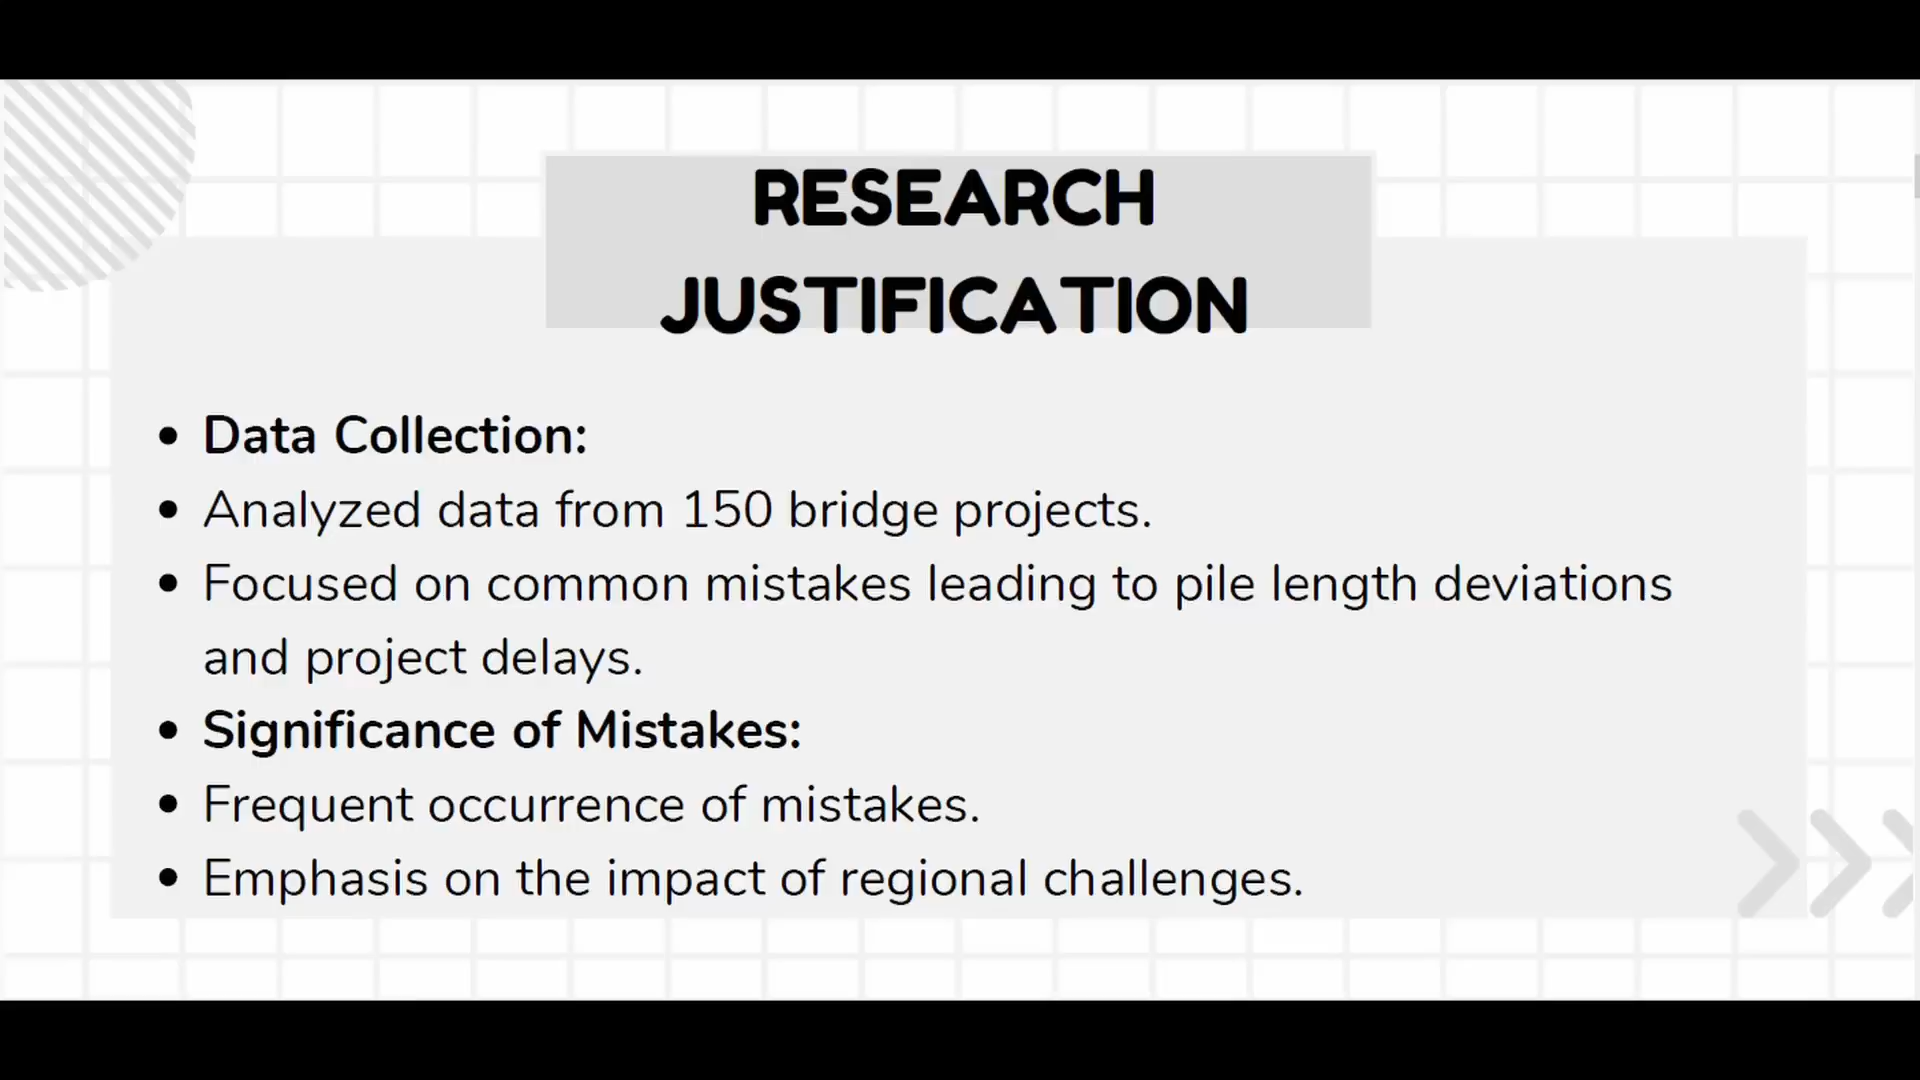 RESEARCH
JUSTIFICATION
• Data Collection:
• Analyzed data from 150 bridge projects.
• Focused on common mistakes leading to pile length deviations
and project delays.
• Significance of Mistakes:
• Frequent occurrence of mistakes.
• Emphasis on the impact of regional challenges.